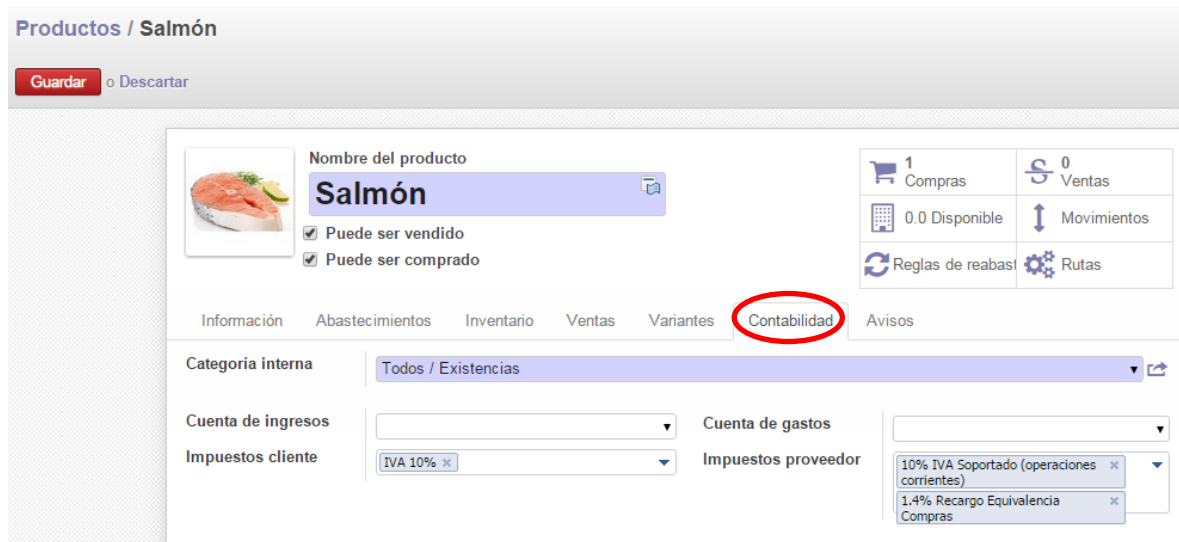 Productos / Salmón
Guardar o Descartar
Nombre del producto
Salmón
Puede ser vendido
Puede ser comprado
1 Compras
0 Ventas
0.0 Disponible
Movimientos
Reglas de reabast
Rutas
Información Abastecimientos Inventario Ventas Variantes Contabilidad Avisos
Categoría interna Todos / Existencias
Cuenta de ingresos Cuenta de gastos
Impuestos cliente IVA 10% × Impuestos proveedor
10% IVA Soportado (operaciones ×
corrientes)
1.4% Recargo Equivalencia ×
Compras